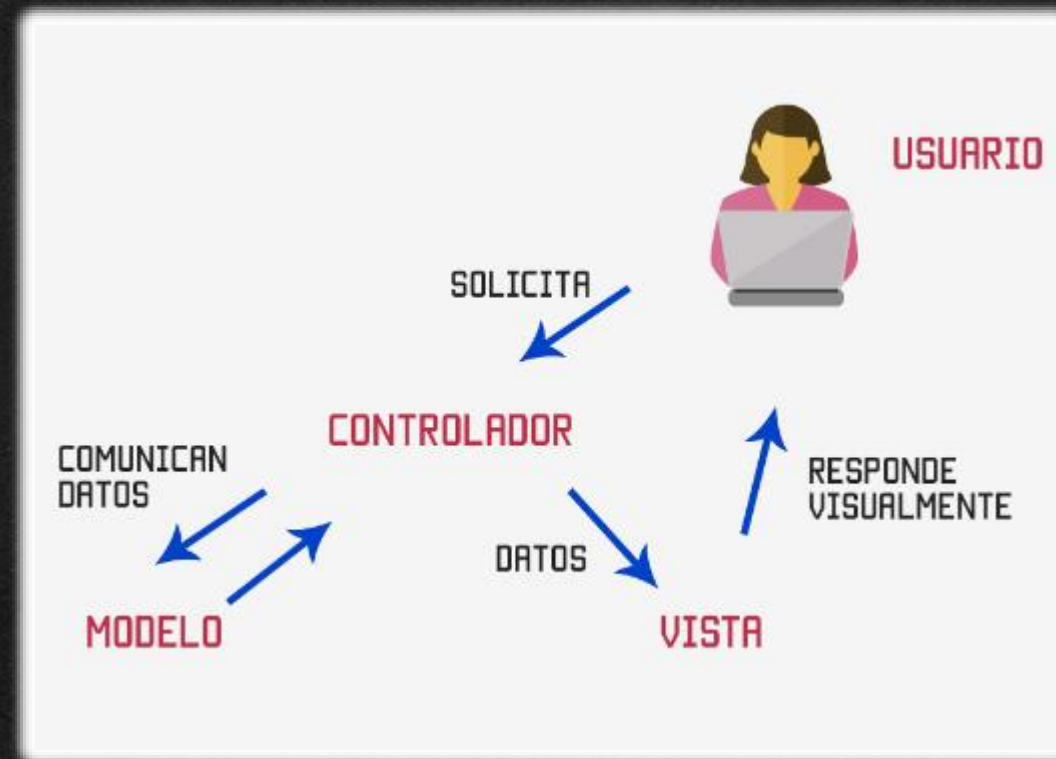 USUARIO
SOLICITA
CONTROLADOR
COMUNICAN
DATOS
RESPONDE
VISUALMENTE
DATOS
MODELO
VISTA